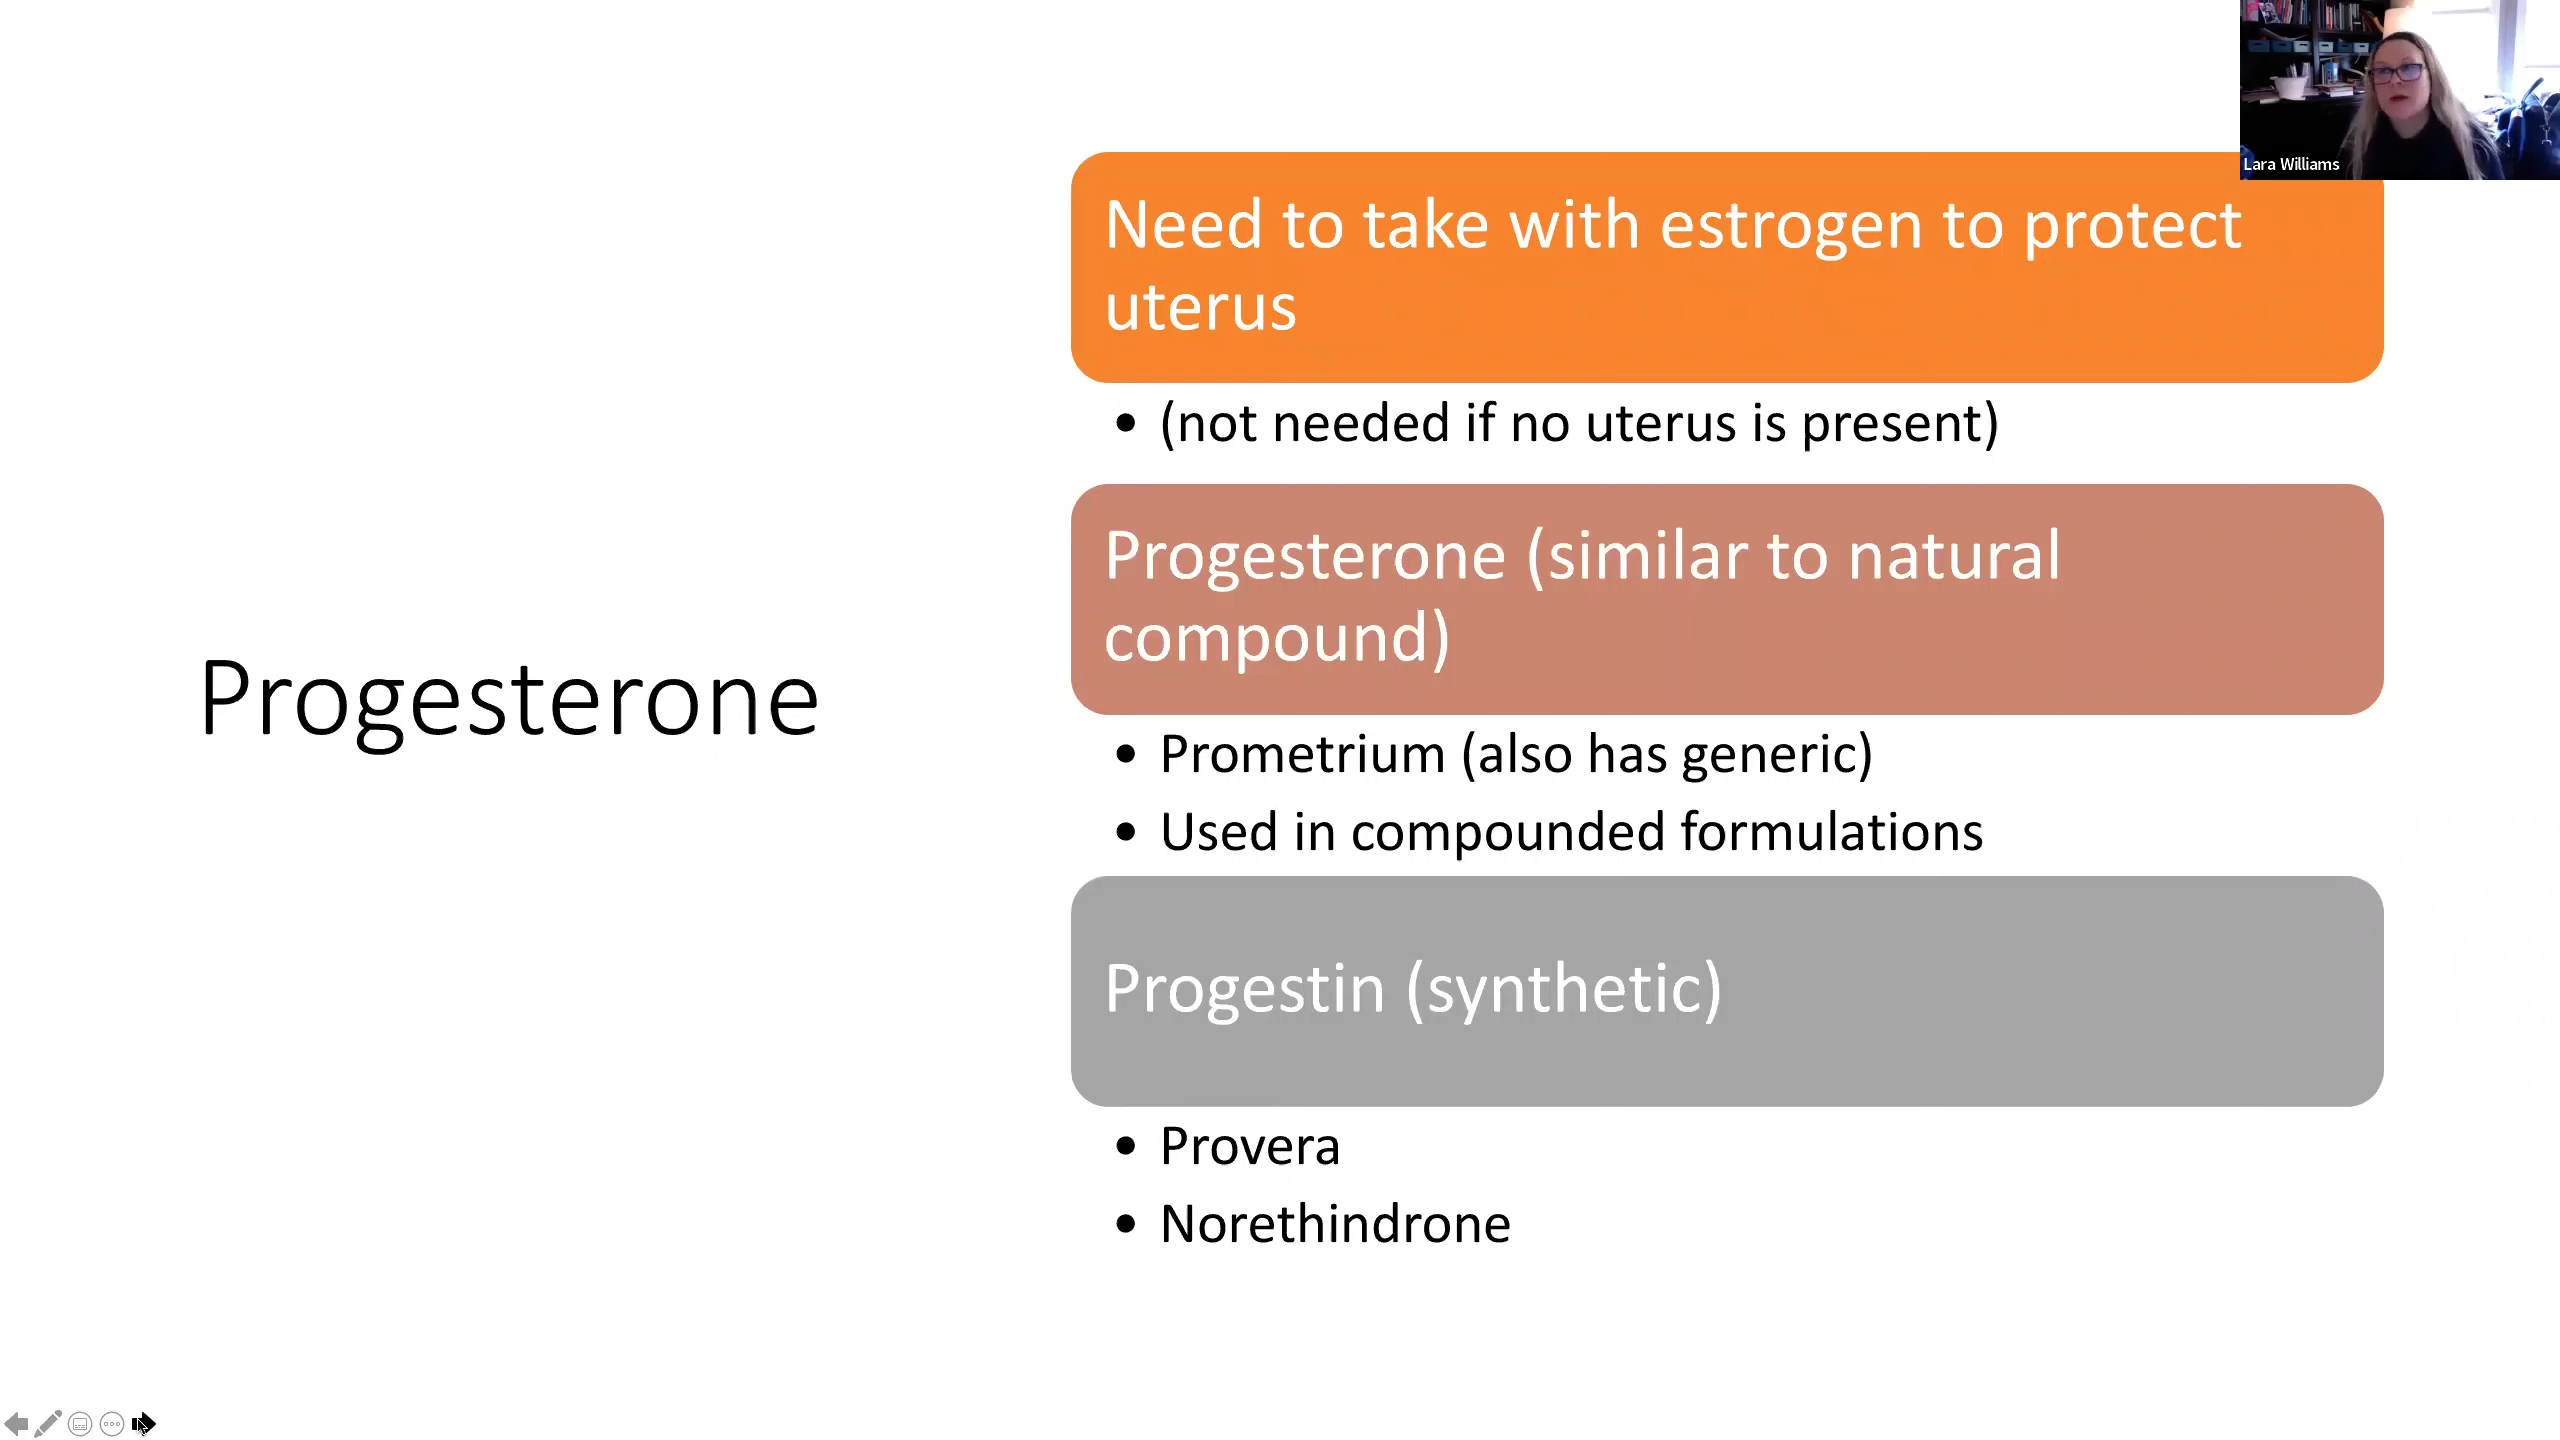 Lara Williams
Progesterone
Need to take with estrogen to protect
uterus
• (not needed if no uterus is present)
Progesterone (similar to natural
compound)
• Prometrium (also has generic)
• Used in compounded formulations
Progestin (synthetic)
• Provera
• Norethindrone